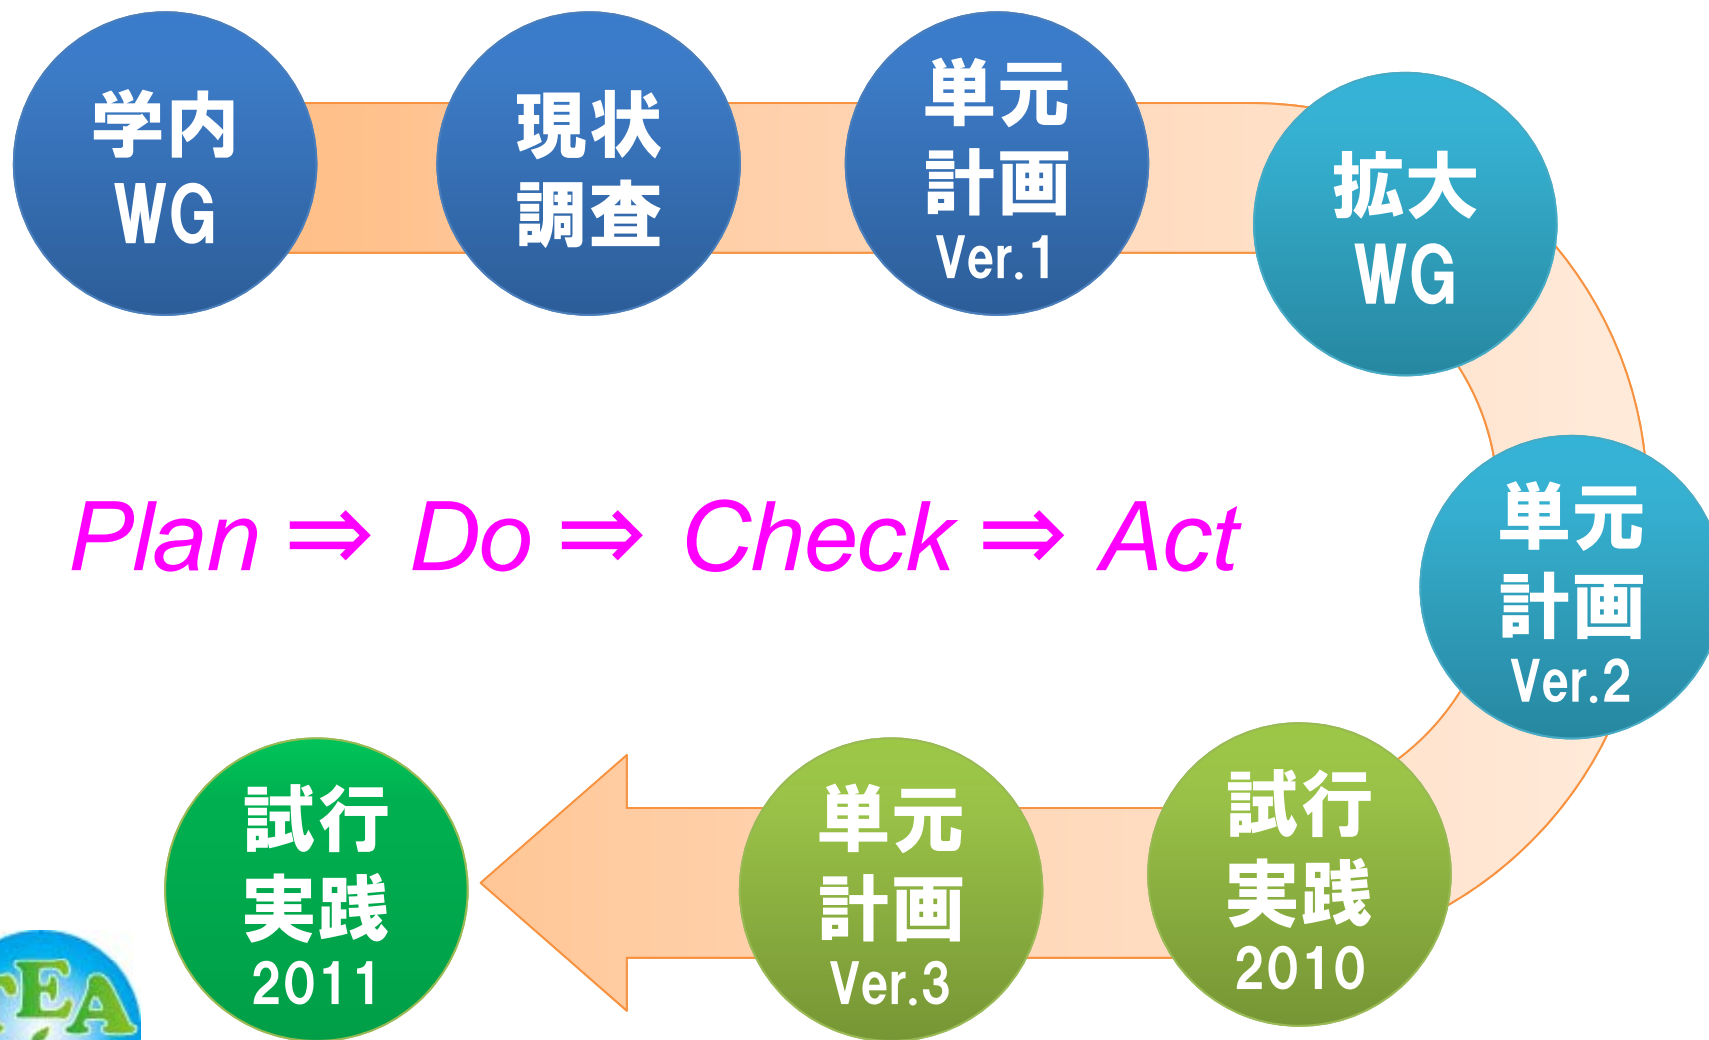 学内
WG
現状
調査
単元
計画
Ver.1
拡大
WG
Plan ⇒ Do ⇒ Check ⇒ Act
単元
計画
Ver.2
試行
実践
2010
単元
計画
Ver.3
試行
実践
2011